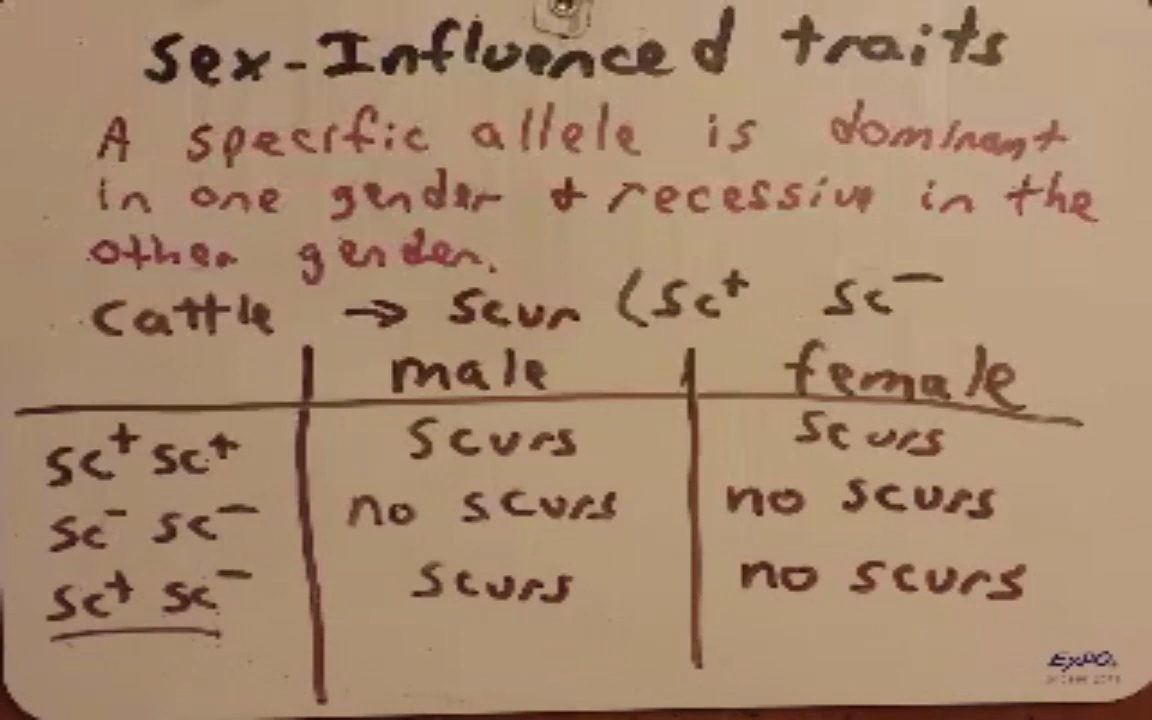 Sex-Influenced traits
A specific allele is dominant
in one gender & recessive in the
other gender.
Cattle → scur (sc⁺ sc⁻
male female
sc⁺ sc⁺ scurs scurs
sc⁻ sc⁻ no scurs no scurs
sc⁺ sc⁻ scurs no scurs
EXPO